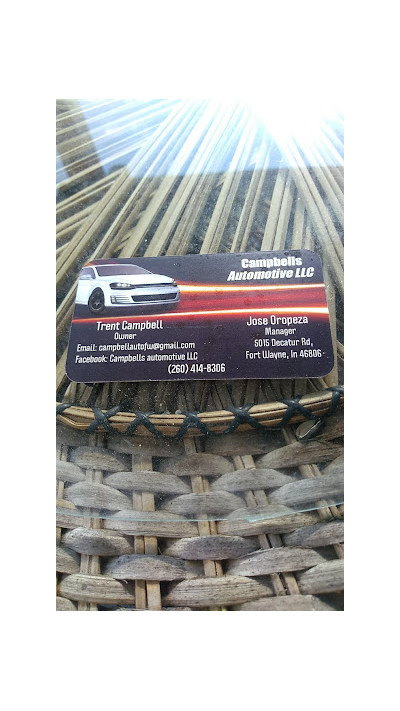 Campbells
Automotive LLC
Trent Campbell
Owner
Email: campbellautofw@gmail.com
Facebook: Campbells automotive LLC
(260) 414-8306
Jose Oropeza
Manager
5015 Decatur Rd,
Fort Wayne, In 46806